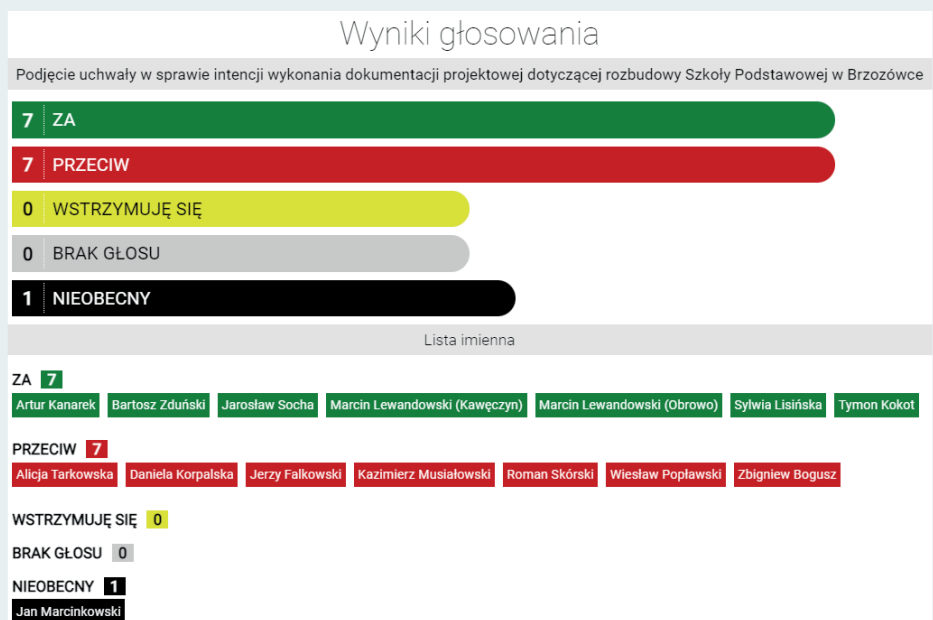 Wyniki głosowania
Podjęcie uchwały w sprawie intencji wykonania dokumentacji projektowej dotyczącej rozbudowy Szkoły Podstawowej w Brzozówce
7 ZA
7 PRZECIW
0 WSTRZYMUJĘ SIĘ
0 BRAK GŁOSU
1 NIEOBECNY
Lista imienna
ZA 7
Artur Kanarek Bartosz Zduński Jarosław Socha Marcin Lewandowski (Kawęczyn) Marcin Lewandowski (Obrowo) Sylwia Lisińska Tymon Kokot
PRZECIW 7
Alicja Tarkowska Daniela Korpalska Jerzy Falkowski Kazimierz Musiałowski Roman Skórski Wiesław Popławski Zbigniew Bogusz
WSTRZYMUJĘ SIĘ 0
BRAK GŁOSU 0
NIEOBECNY 1
Jan Marcinkowski